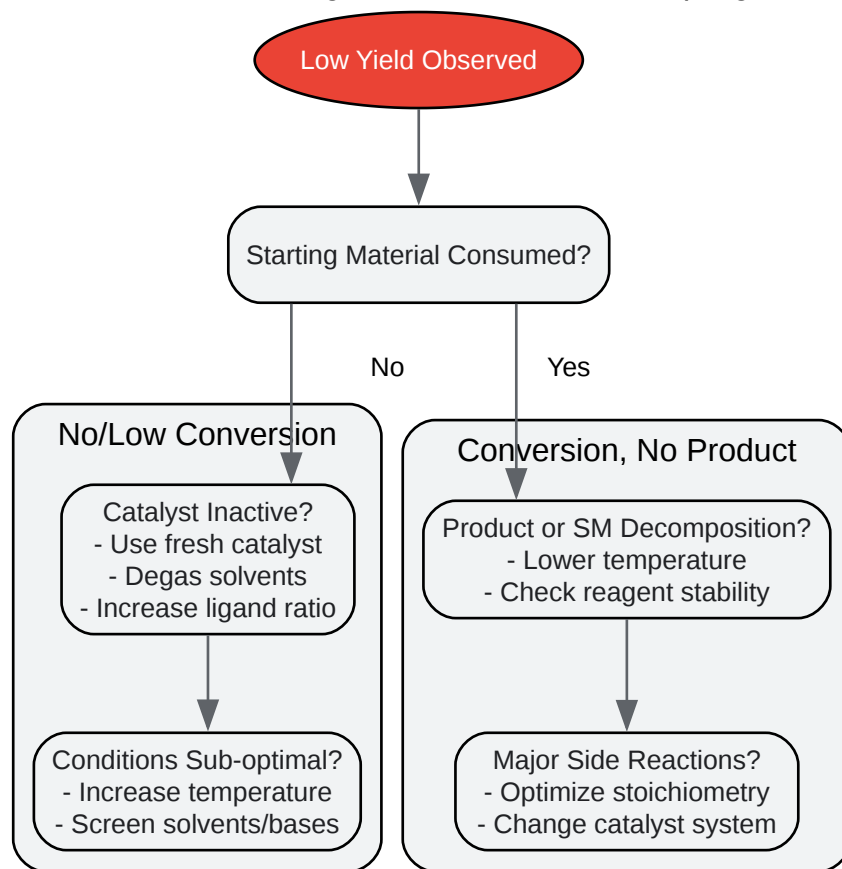 Low Yield Observed
Starting Material Consumed?
No
Yes
No/Low Conversion
Catalyst Inactive?
- Use fresh catalyst
- Degas solvents
- Increase ligand ratio
Conditions Sub-optimal?
- Increase temperature
- Screen solvents/bases
Conversion, No Product
Product or SM Decomposition?
- Lower temperature
- Check reagent stability
Major Side Reactions?
- Optimize stoichiometry
- Change catalyst system